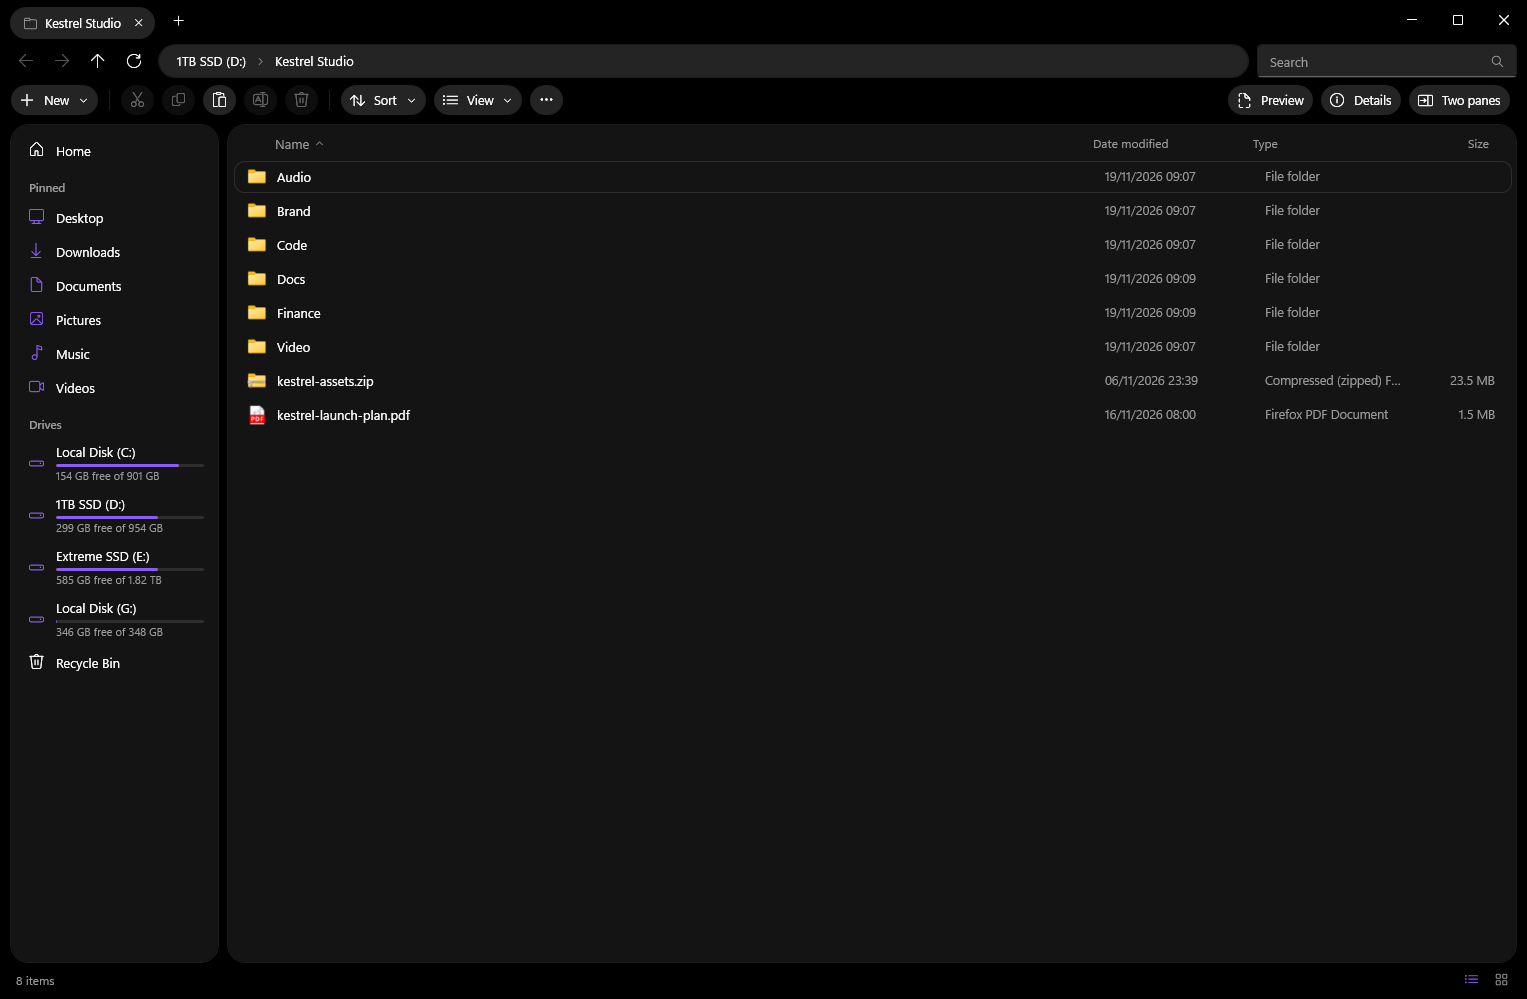 Kestrel Studio
1TB SSD (D:) > Kestrel Studio
Search
New
Sort
View
Preview
Details
Two panes
Home
Pinned
Desktop
Downloads
Documents
Pictures
Music
Videos
Drives
Local Disk (C:)
154 GB free of 901 GB
1TB SSD (D:)
299 GB free of 954 GB
Extreme SSD (E:)
585 GB free of 1.82 TB
Local Disk (G:)
346 GB free of 348 GB
Recycle Bin
Name Date modified Type Size
Audio 19/11/2026 09:07 File folder
Brand 19/11/2026 09:07 File folder
Code 19/11/2026 09:07 File folder
Docs 19/11/2026 09:09 File folder
Finance 19/11/2026 09:09 File folder
Video 19/11/2026 09:07 File folder
kestrel-assets.zip 06/11/2026 23:39 Compressed (zipped) F... 23.5 MB
PDF kestrel-launch-plan.pdf 16/11/2026 08:00 Firefox PDF Document 1.5 MB
8 items